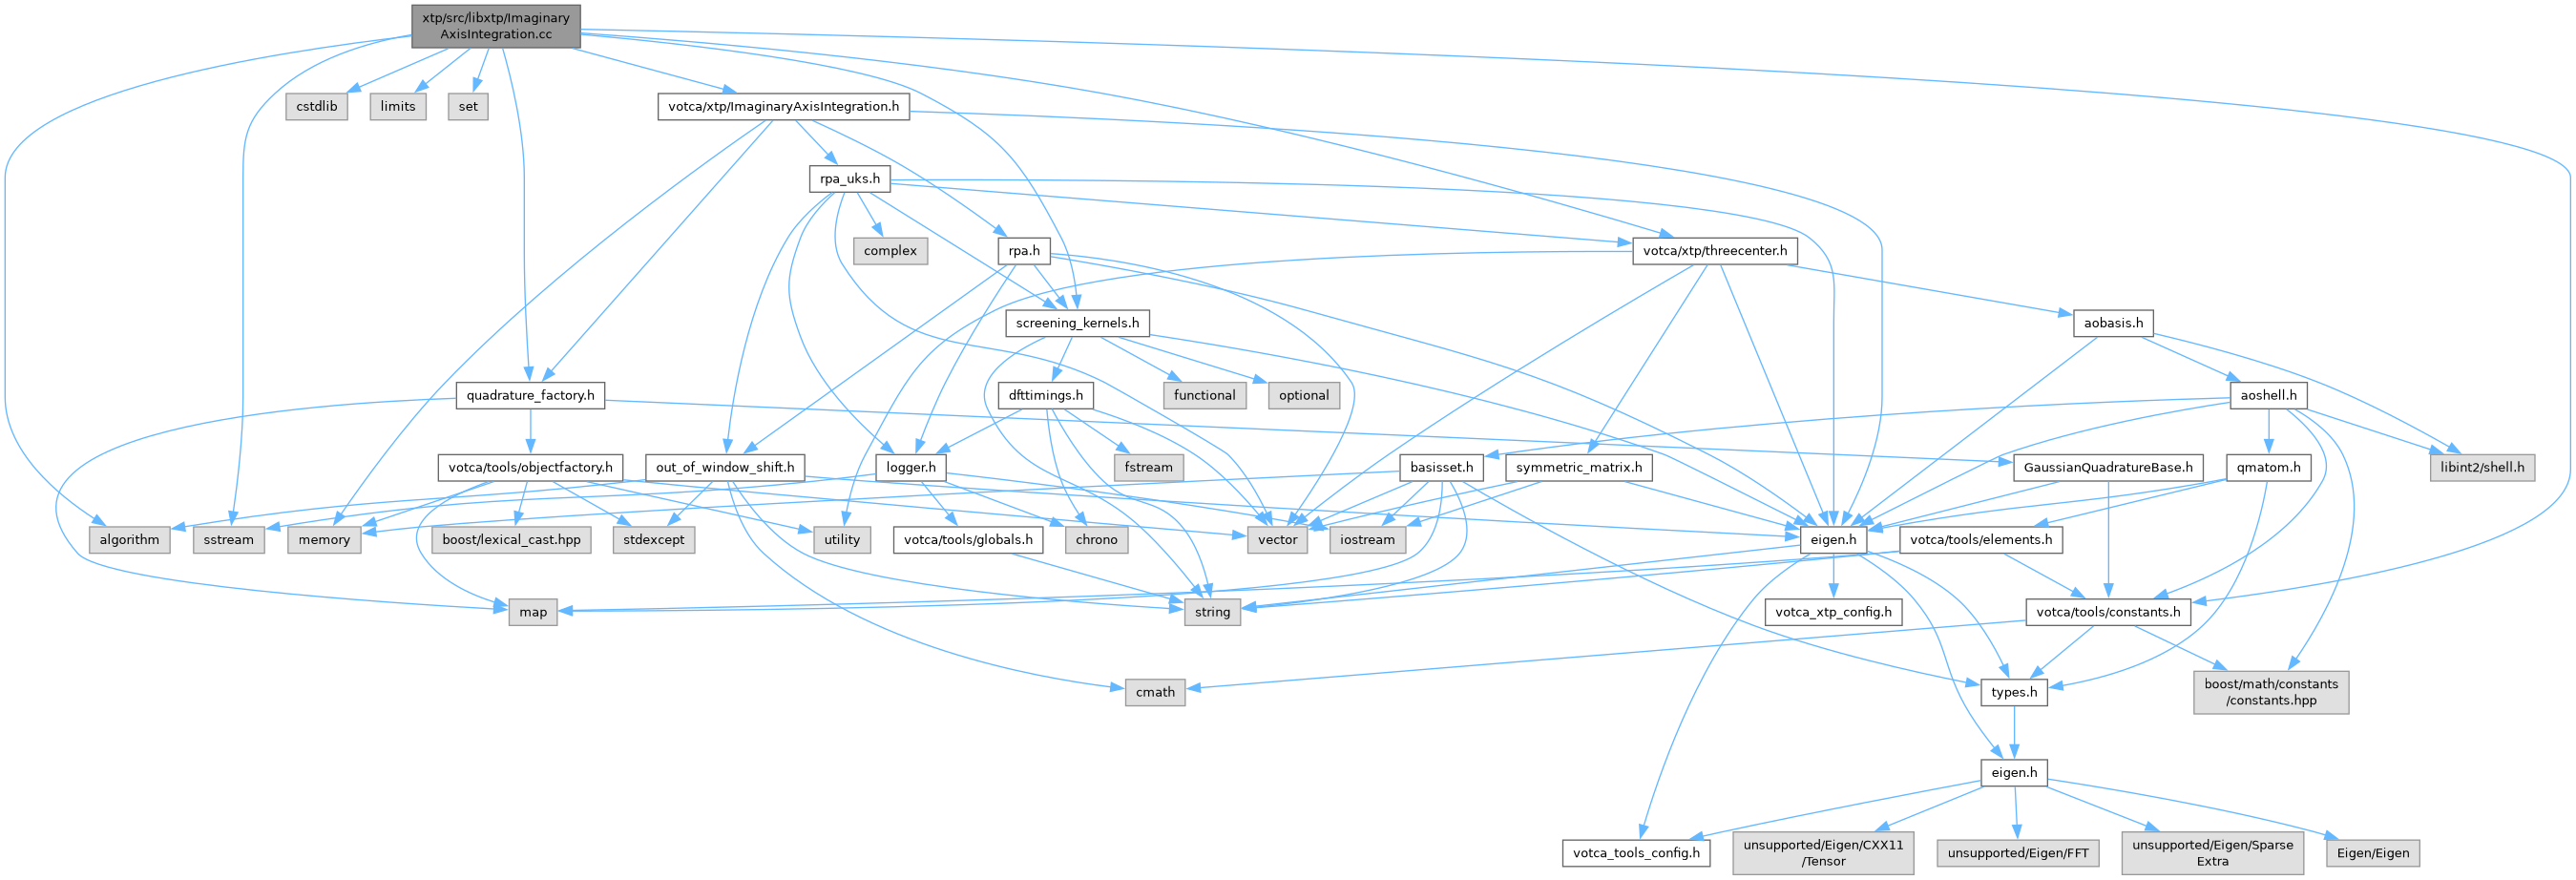 xtp/src/libxtp/Imaginary
AxisIntegration.cc
cstdlib
limits
set
votca/xtp/ImaginaryAxisIntegration.h
rpa_uks.h
complex
rpa.h
votca/xtp/threecenter.h
screening_kernels.h
aobasis.h
quadrature_factory.h
dfttimings.h
functional
optional
aoshell.h
votca/tools/objectfactory.h
out_of_window_shift.h
logger.h
fstream
basisset.h
symmetric_matrix.h
GaussianQuadratureBase.h
qmatom.h
libint2/shell.h
algorithm
sstream
memory
boost/lexical_cast.hpp
stdexcept
utility
votca/tools/globals.h
chrono
vector
iostream
eigen.h
votca/tools/elements.h
map
string
votca_xtp_config.h
votca/tools/constants.h
cmath
types.h
boost/math/constants
/constants.hpp
eigen.h
votca_tools_config.h
unsupported/Eigen/CXX11
/Tensor
unsupported/Eigen/FFT
unsupported/Eigen/Sparse
Extra
Eigen/Eigen